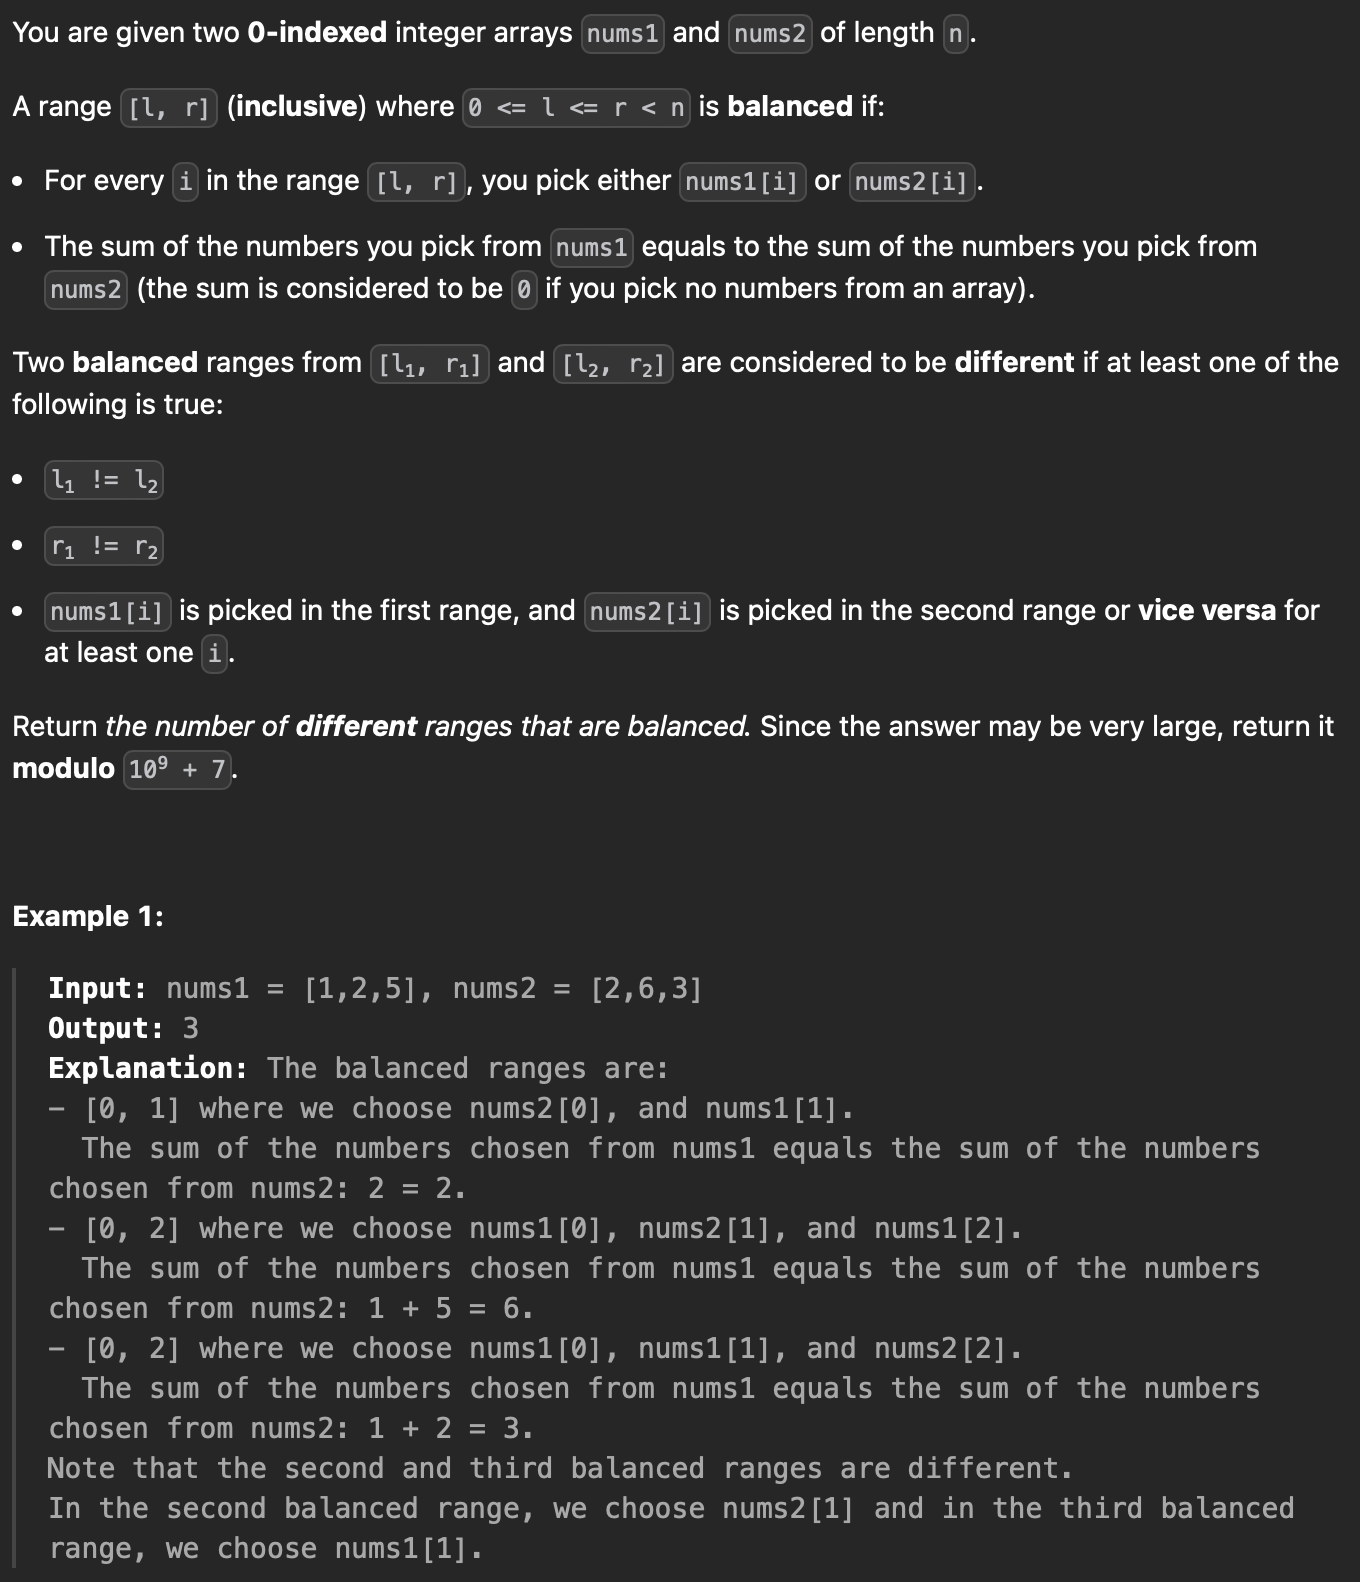 You are given two 0-indexed integer arrays nums1 and nums2 of length n.
A range [l, r] (inclusive) where 0 <= l <= r < n is balanced if:
• For every i in the range [l, r], you pick either nums1[i] or nums2[i].
• The sum of the numbers you pick from nums1 equals to the sum of the numbers you pick from
nums2 (the sum is considered to be 0 if you pick no numbers from an array).
Two balanced ranges from [l₁, r₁] and [l₂, r₂] are considered to be different if at least one of the
following is true:
• l₁ != l₂
• r₁ != r₂
• nums1[i] is picked in the first range, and nums2[i] is picked in the second range or vice versa for
at least one i.
Return the number of different ranges that are balanced. Since the answer may be very large, return it
modulo 10⁹ + 7.
Example 1:
Input: nums1 = [1,2,5], nums2 = [2,6,3]
Output: 3
Explanation: The balanced ranges are:
- [0, 1] where we choose nums2[0], and nums1[1].
The sum of the numbers chosen from nums1 equals the sum of the numbers
chosen from nums2: 2 = 2.
- [0, 2] where we choose nums1[0], nums2[1], and nums1[2].
The sum of the numbers chosen from nums1 equals the sum of the numbers
chosen from nums2: 1 + 5 = 6.
- [0, 2] where we choose nums1[0], nums1[1], and nums2[2].
The sum of the numbers chosen from nums1 equals the sum of the numbers
chosen from nums2: 1 + 2 = 3.
Note that the second and third balanced ranges are different.
In the second balanced range, we choose nums2[1] and in the third balanced
range, we choose nums1[1].